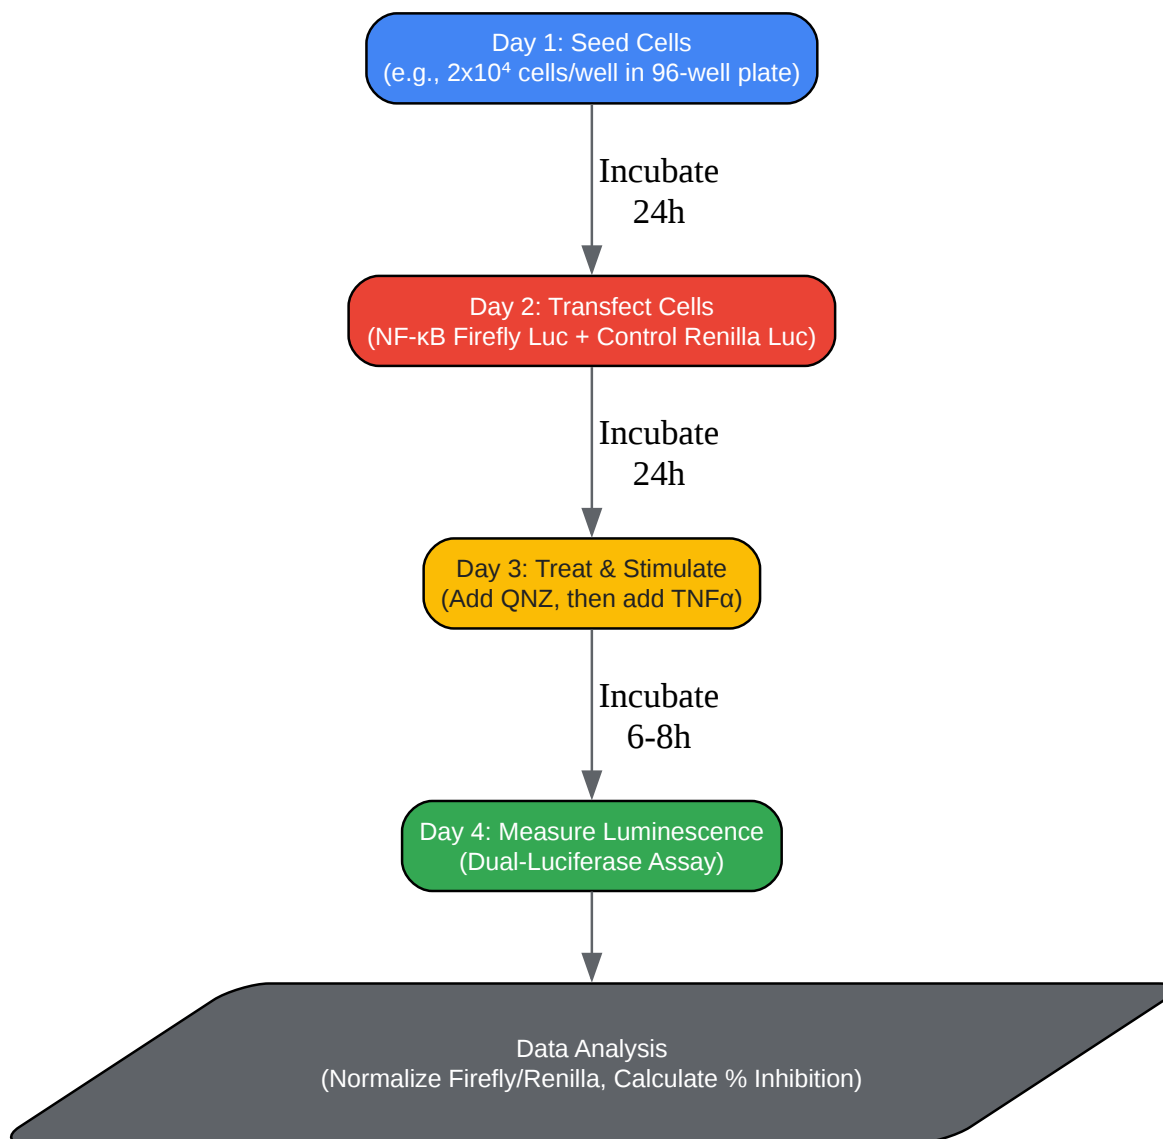 Day 1: Seed Cells
(e.g., 2x10⁴ cells/well in 96-well plate)
Incubate
24h
Day 2: Transfect Cells
(NF-κB Firefly Luc + Control Renilla Luc)
Incubate
24h
Day 3: Treat & Stimulate
(Add QNZ, then add TNFα)
Incubate
6-8h
Day 4: Measure Luminescence
(Dual-Luciferase Assay)
Data Analysis
(Normalize Firefly/Renilla, Calculate % Inhibition)